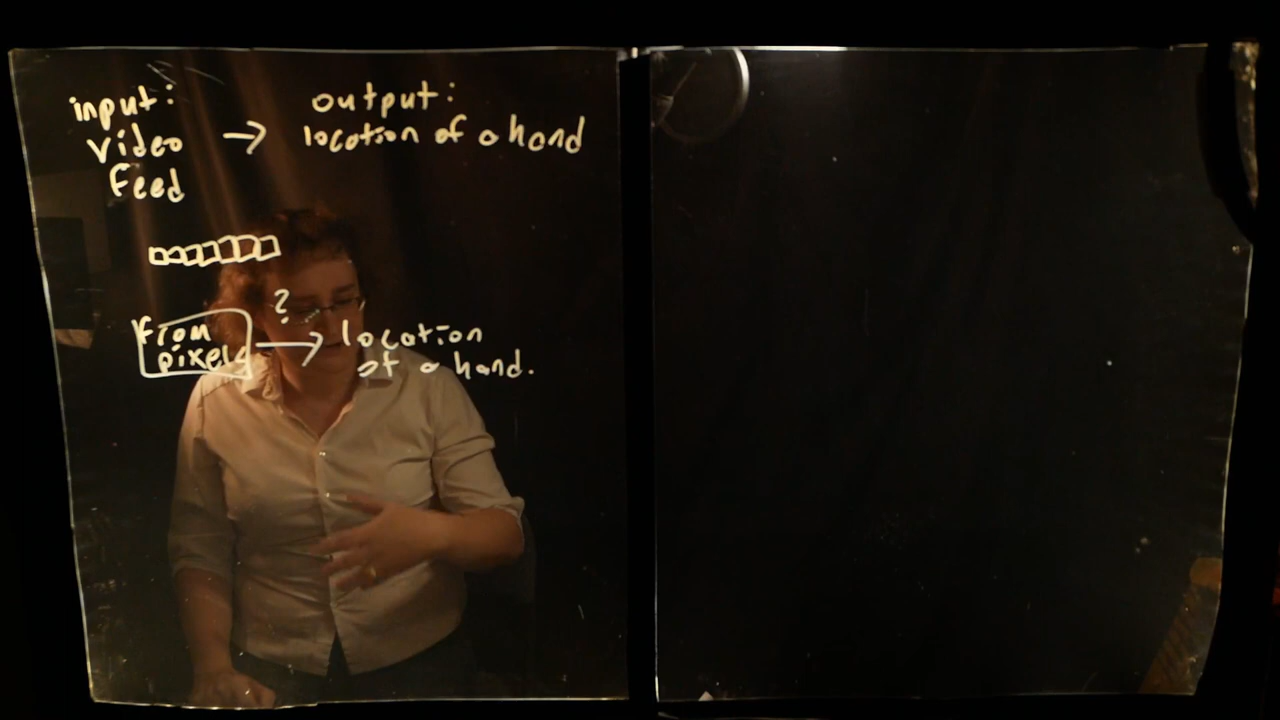 input:
video
feed
→
output:
location of a hand
?
from
pixels
→
location
of a hand.